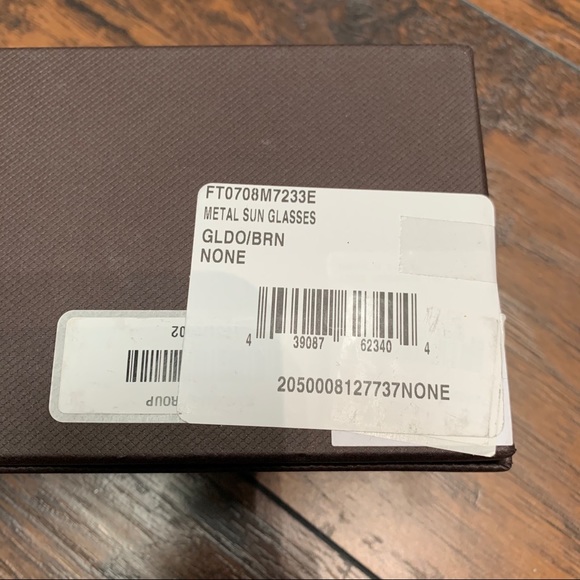 FT0708M7233E
METAL SUN GLASSES
GLDO/BRN
NONE
4 39087 62340 4
2050008127737NONE
02
ROUP